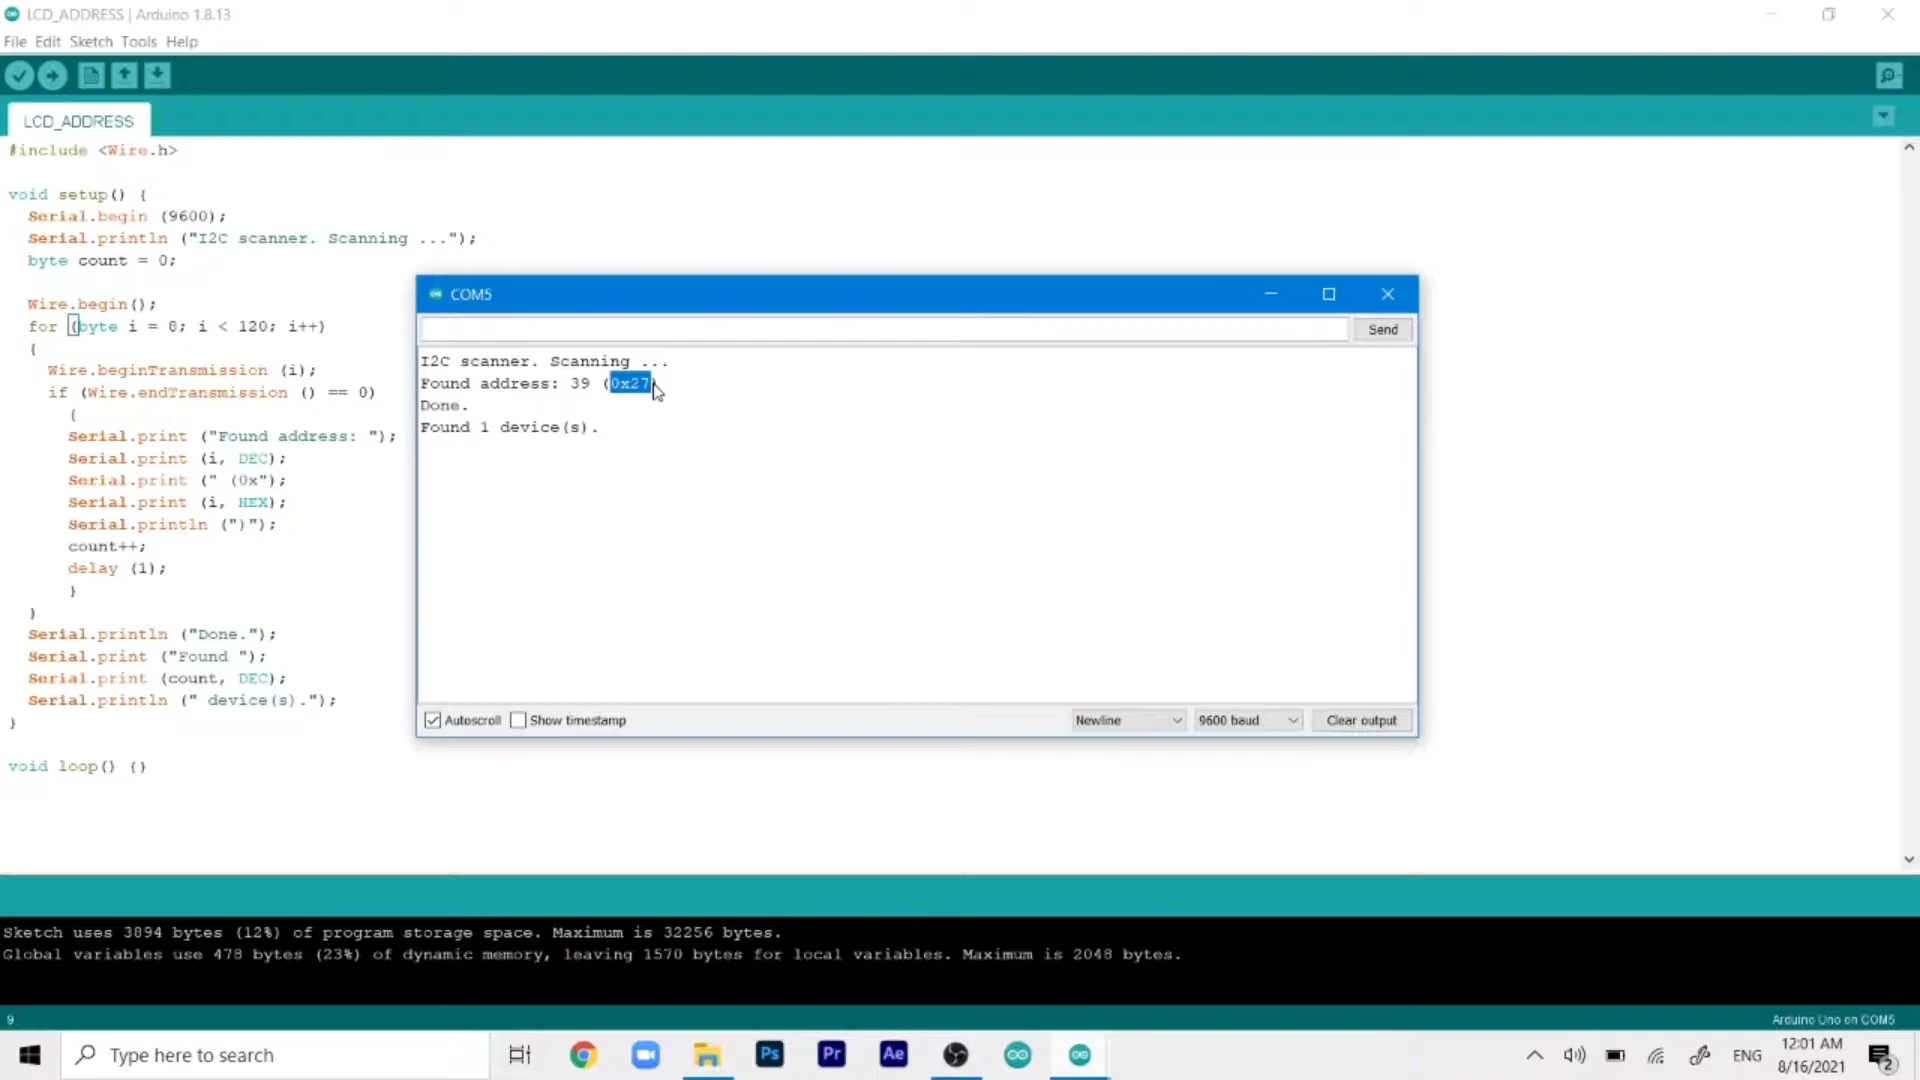 LCD_ADDRESS | Arduino 1.8.13
File Edit Sketch Tools Help
LCD_ADDRESS
#include <Wire.h>
void setup() {
Serial.begin (9600);
Serial.println ("I2C scanner. Scanning ...");
byte count = 0;
Wire.begin();
for (byte i = 8; i < 120; i++)
{
Wire.beginTransmission (i);
if (Wire.endTransmission () == 0)
{
Serial.print ("Found address: ");
Serial.print (i, DEC);
Serial.print (" (0x");
Serial.print (i, HEX);
Serial.println (")");
count++;
delay (1);
}
}
Serial.println ("Done.");
Serial.print ("Found ");
Serial.print (count, DEC);
Serial.println (" device(s).");
}
void loop() {}
COM5
Send
I2C scanner. Scanning ...
Found address: 39 (0x27)
Done.
Found 1 device(s).
Autoscroll Show timestamp Newline 9600 baud Clear output
Sketch uses 3894 bytes (12%) of program storage space. Maximum is 32256 bytes.
Global variables use 478 bytes (23%) of dynamic memory, leaving 1570 bytes for local variables. Maximum is 2048 bytes.
9 Arduino Uno on COM5
Type here to search
Ps Pr Ae
ENG
12:01 AM
8/16/2021
2